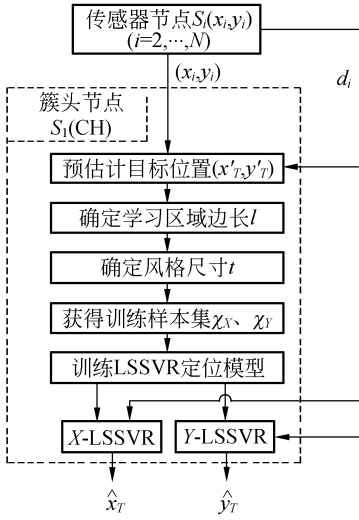 传感器节点Si(xi,yi)
(i=2,⋯,N)
(xi,yi)
di
簇头节点
S1(CH)
预估计目标位置(x′T,y′T)
确定学习区域边长l
确定风格尺寸t
获得训练样本集χX、χY
训练LSSVR定位模型
X-LSSVR
Y-LSSVR
x̂T
ŷT